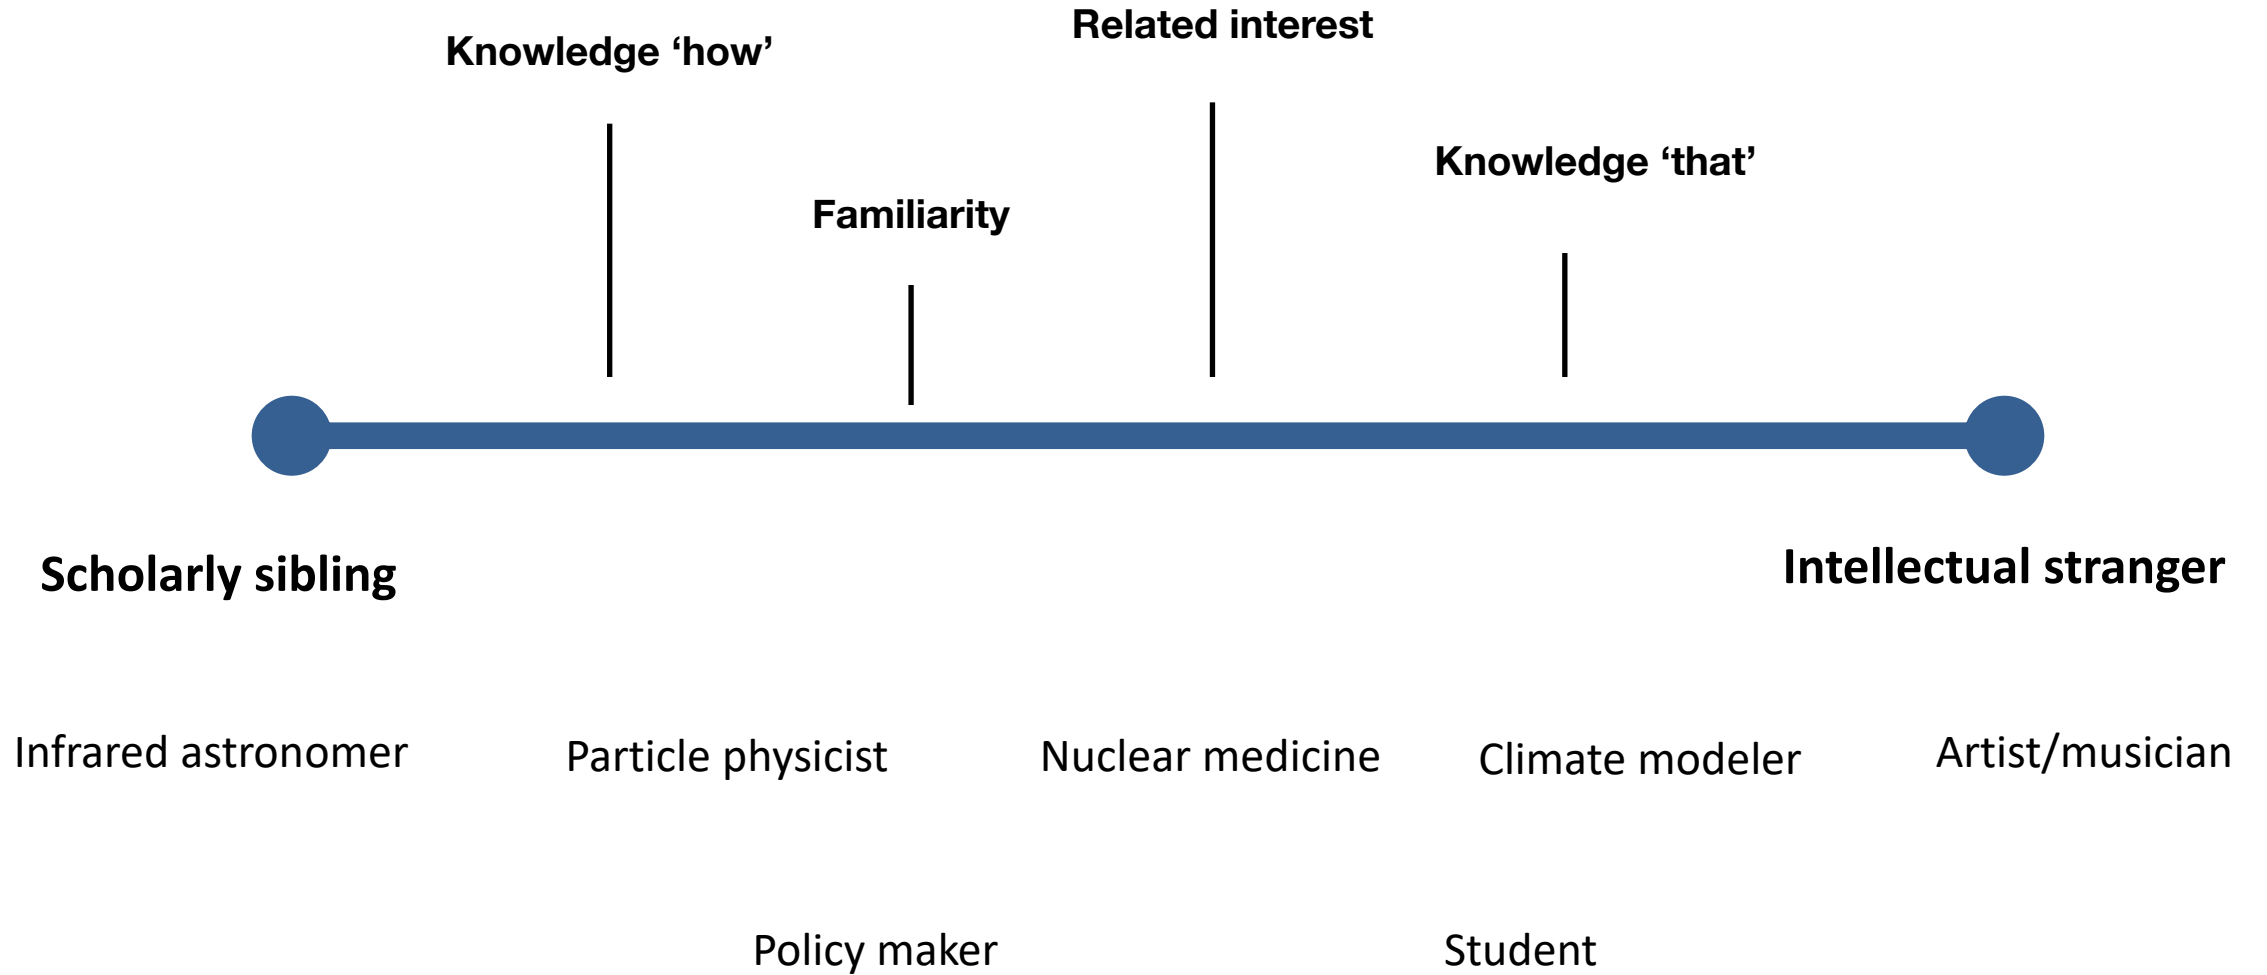 Related interest
Knowledge ‘how’
Knowledge ‘that’
Familiarity
Scholarly sibling
Intellectual stranger
Infrared astronomer
Particle physicist
Nuclear medicine
Climate modeler
Artist/musician
Policy maker
Student